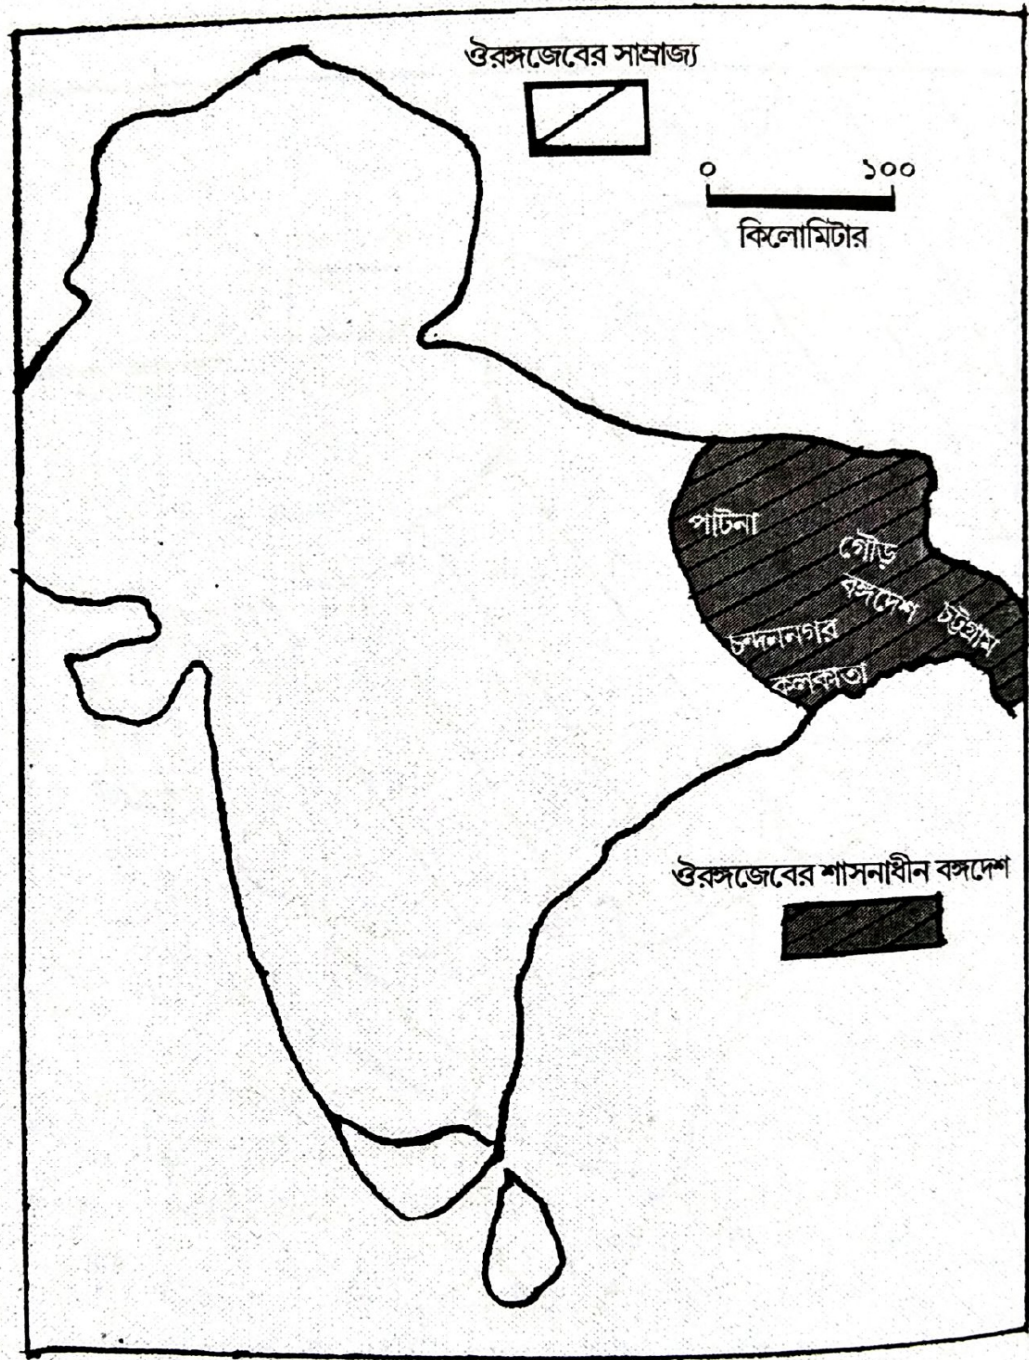 ঔরঙ্গজেবের সাম্রাজ্য
০ ১০০
কিলোমিটার
পাটনা
গৌড়
বঙ্গদেশ
চট্টগ্রাম
চন্দননগর
কলকাতা
ঔরঙ্গজেবের শাসনাধীন বঙ্গদেশ